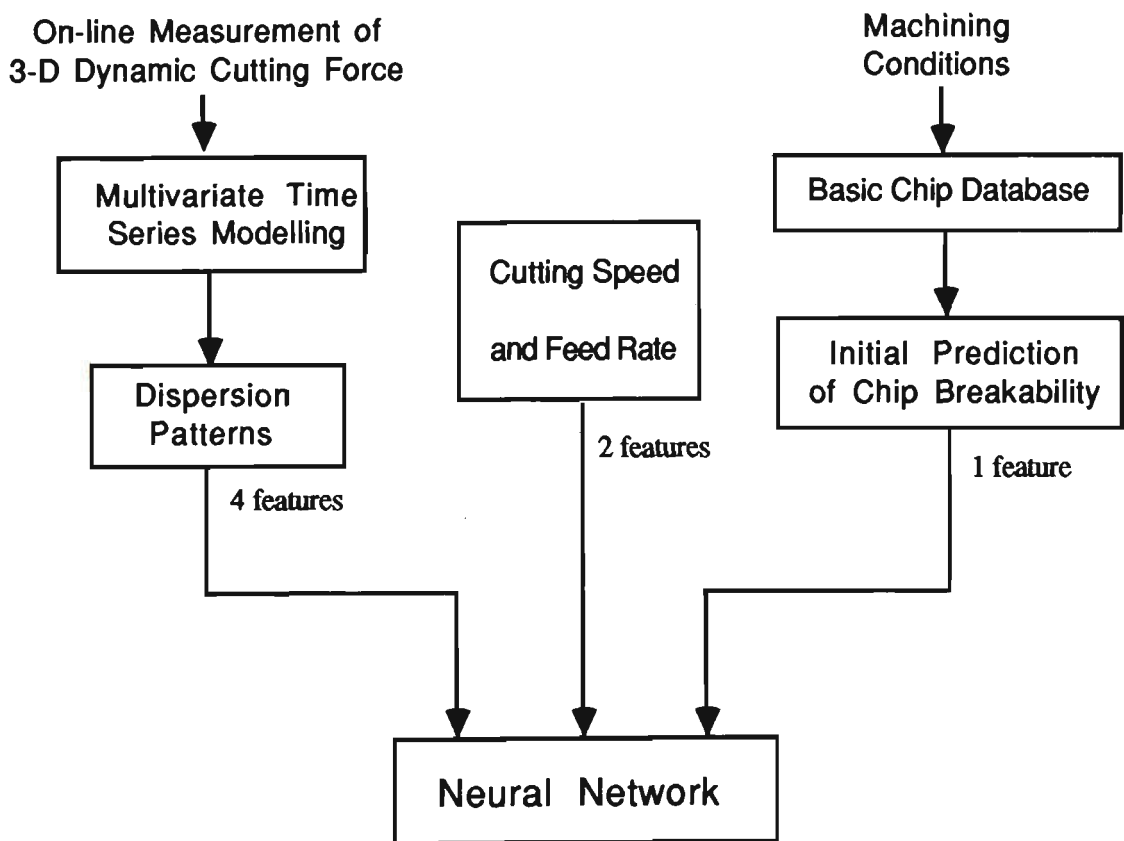 On-line Measurement of
3-D Dynamic Cutting Force
Multivariate Time
Series Modelling
Dispersion
Patterns
4 features
Cutting Speed
and Feed Rate
2 features
Machining
Conditions
Basic Chip Database
Initial Prediction
of Chip Breakability
1 feature
Neural Network